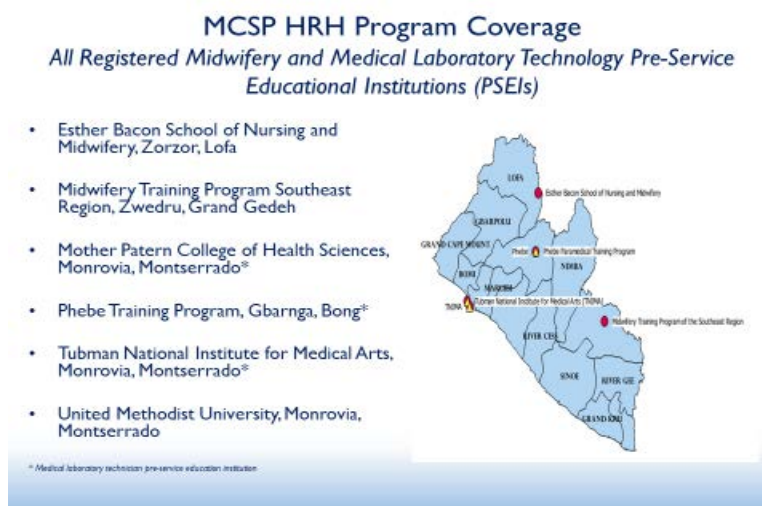 MCSP HRH Program Coverage
All Registered Midwifery and Medical Laboratory Technology Pre-Service
Educational Institutions (PSEIs)
• Esther Bacon School of Nursing and
Midwifery, Zorzor, Lofa
• Midwifery Training Program Southeast
Region, Zwedru, Grand Gedeh
• Mother Patern College of Health Sciences,
Monrovia, Montserrado*
• Phebe Training Program, Gbarnga, Bong*
• Tubman National Institute for Medical Arts,
Monrovia, Montserrado*
• United Methodist University, Monrovia,
Montserrado
* Medical laboratory technician pre-service education institution
LOFA
Esther Bacon School of Nursing and Midwifery
GBARPOLU
GRAND CAPE MOUNT
Phebe
Phebe Paramedical Training Program
NIMBA
BOMI
TNIMA
Tubman National Institute for Medical Arts (TNIMA)
Midwifery Training Program of the Southeast Region
RIVER CESS
SINOE
RIVER GEE
GRAND KRU